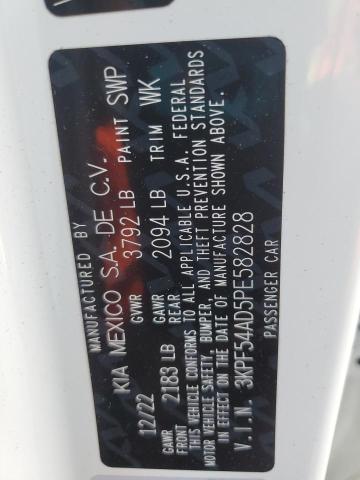 MANUFACTURED BY
KIA MEXICO S.A. DE C.V.
12/22 GVWR 3792 LB PAINT SWP
GAWR FRONT 2183 LB GAWR REAR 2094 LB TRIM WK
THIS VEHICLE CONFORMS TO ALL APPLICABLE U.S.A. FEDERAL
MOTOR VEHICLE SAFETY, BUMPER, AND THEFT PREVENTION STANDARDS
IN EFFECT ON THE DATE OF MANUFACTURE SHOWN ABOVE.
V.I.N. 3KPF54AD5PE582828
PASSENGER CAR